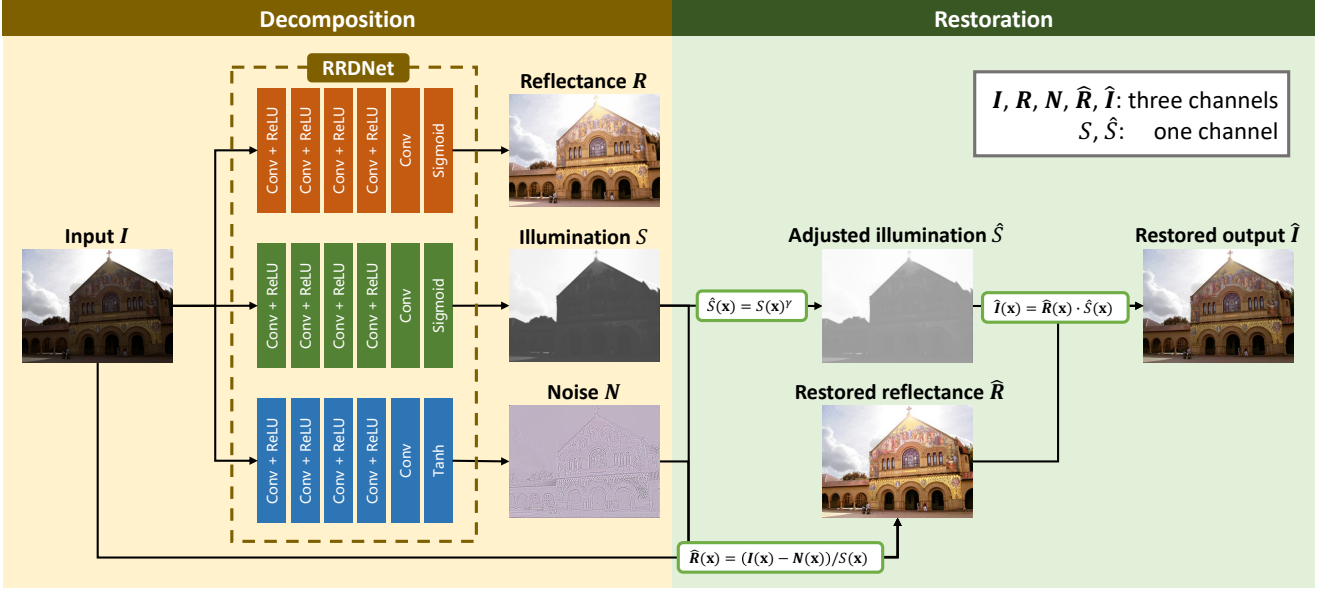 Decomposition
Restoration
RRDNet
Reflectance R
Conv + ReLU
Conv + ReLU
Conv + ReLU
Conv + ReLU
Conv
Sigmoid
I, R, N, R̂, Î: three channels
S, Ŝ: one channel
Input I
Conv + ReLU
Conv + ReLU
Conv + ReLU
Conv + ReLU
Conv
Sigmoid
Illumination S
Ŝ(x) = S(x)^γ
Adjusted illumination Ŝ
Î(x) = R̂(x) · Ŝ(x)
Restored output Î
Conv + ReLU
Conv + ReLU
Conv + ReLU
Conv + ReLU
Conv
Tanh
Noise N
Restored reflectance R̂
R̂(x) = (I(x) − N(x))/S(x)